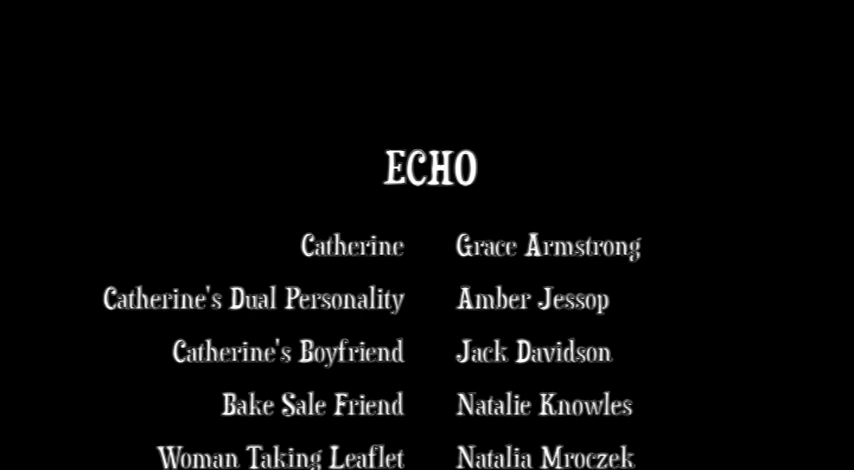 ECHO
Catherine Grace Armstrong
Catherine's Dual Personality Amber Jessop
Catherine's Boyfriend Jack Davidson
Bake Sale Friend Natalie Knowles
Woman Taking Leaflet Natalia Mroczek